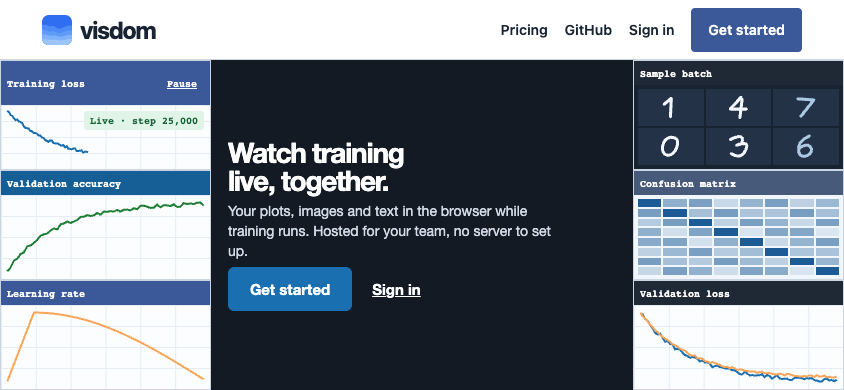 visdom
Pricing GitHub Sign in Get started
Training loss Pause
Live · step 25,000
Validation accuracy
Learning rate
Watch training
live, together.
Your plots, images and text in the browser while
training runs. Hosted for your team, no server to set
up.
Get started Sign in
Sample batch
1 4 7
0 3 6
Confusion matrix
Validation loss